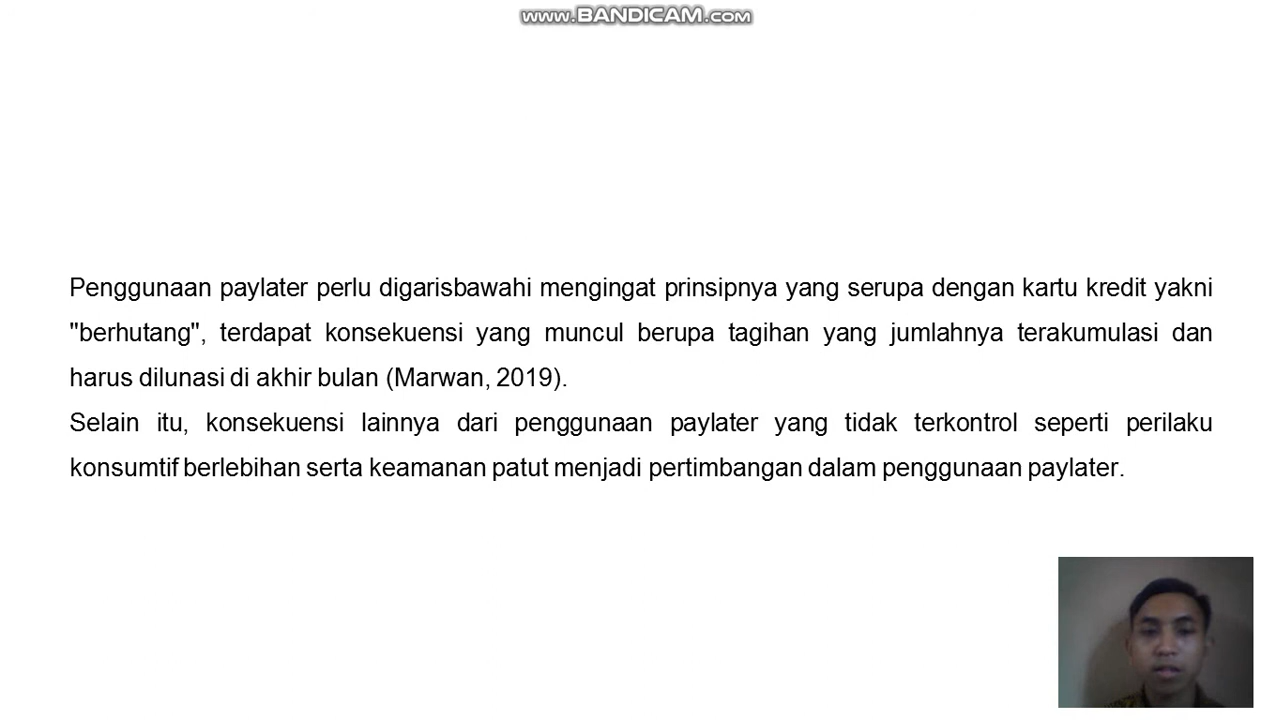 www.BANDICAM.com
Penggunaan paylater perlu digarisbawahi mengingat prinsipnya yang serupa dengan kartu kredit yakni
"berhutang", terdapat konsekuensi yang muncul berupa tagihan yang jumlahnya terakumulasi dan
harus dilunasi di akhir bulan (Marwan, 2019).
Selain itu, konsekuensi lainnya dari penggunaan paylater yang tidak terkontrol seperti perilaku
konsumtif berlebihan serta keamanan patut menjadi pertimbangan dalam penggunaan paylater.